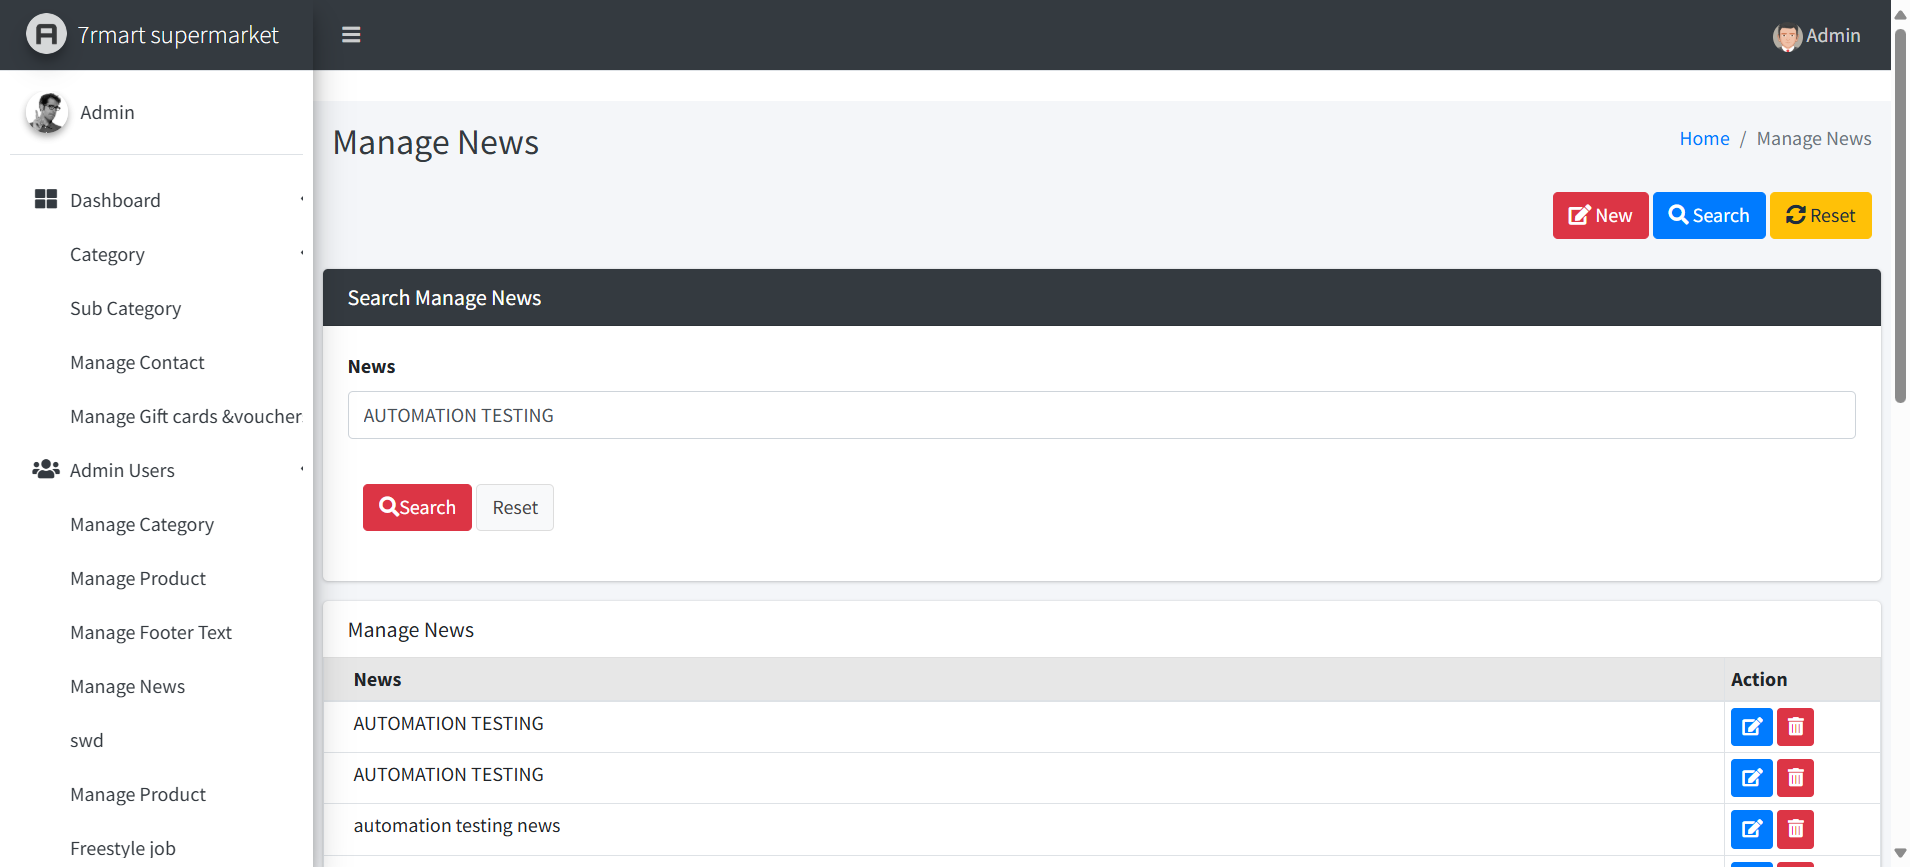 7rmart supermarket
Admin
Admin
Dashboard
Category
Sub Category
Manage Contact
Manage Gift cards &voucher
Admin Users
Manage Category
Manage Product
Manage Footer Text
Manage News
swd
Manage Product
Freestyle job
Manage News
Home / Manage News
New Search Reset
Search Manage News
News
AUTOMATION TESTING
Search Reset
Manage News
News Action
AUTOMATION TESTING
AUTOMATION TESTING
automation testing news